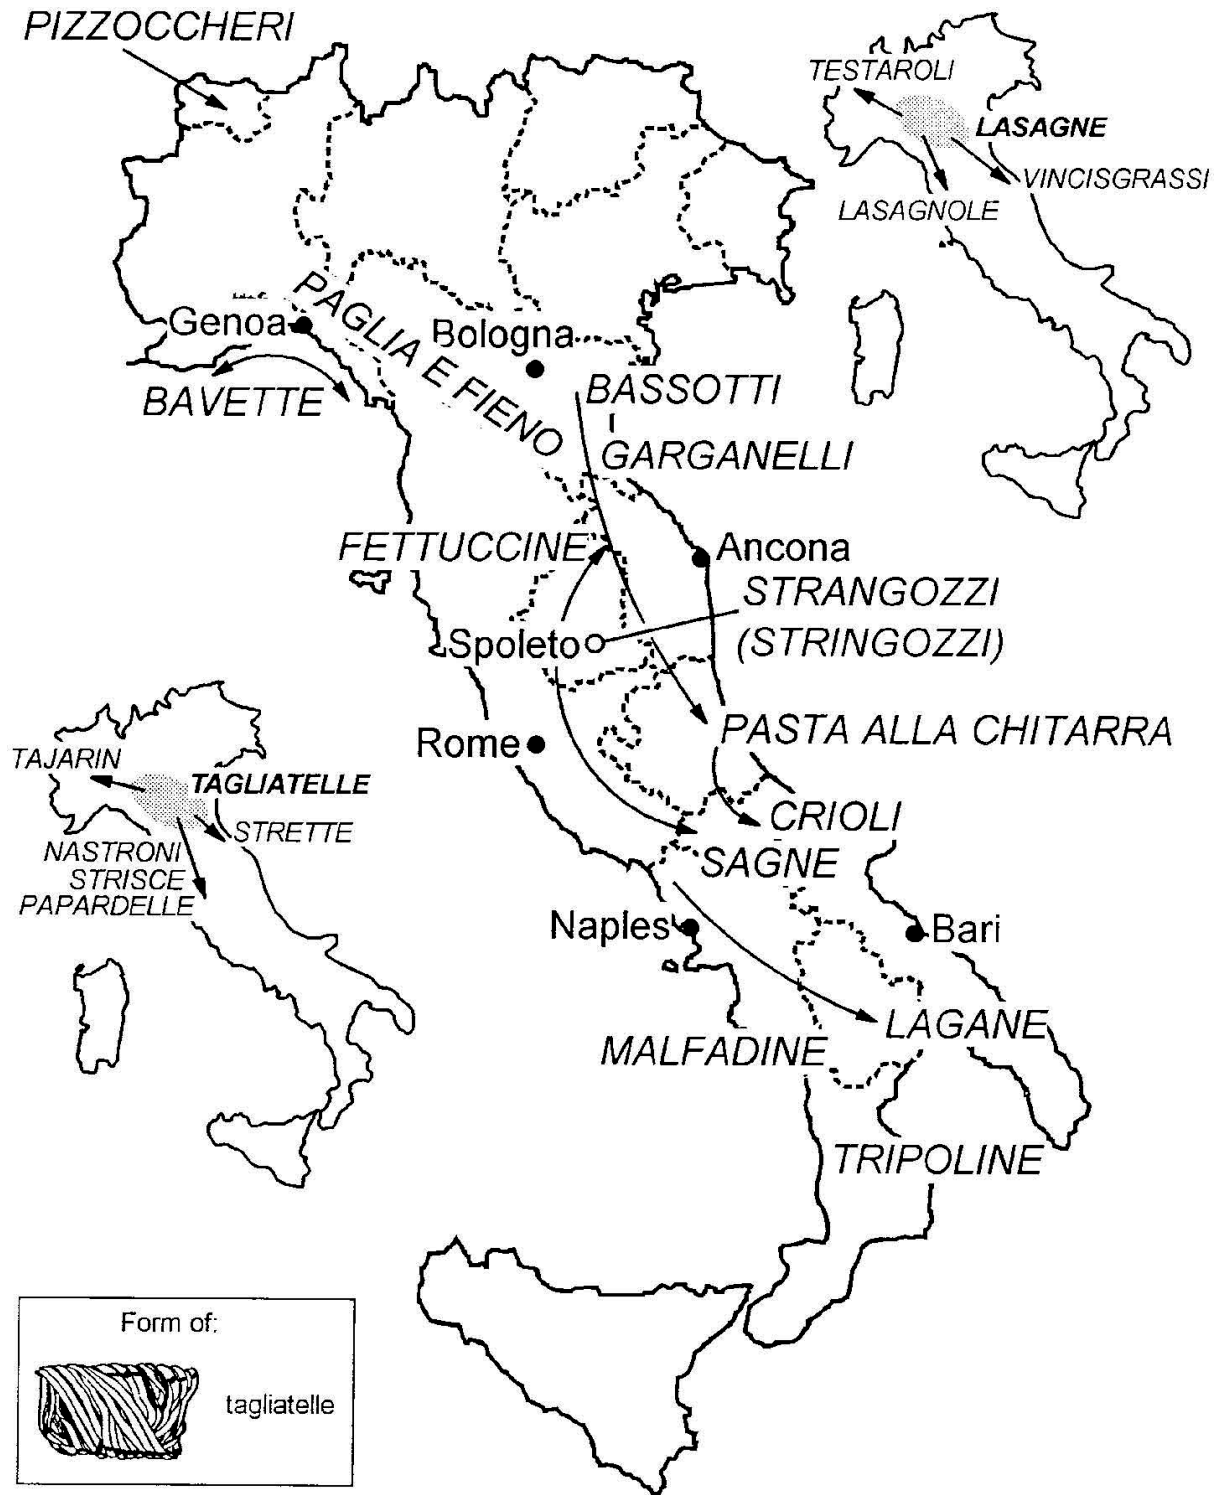 PIZZOCCHERI
TESTAROLI
LASAGNE
VINCISGRASSI
LASAGNOLE
PAGLIA E FIENO
Genoa
Bologna
BAVETTE
BASSOTTI
GARGANELLI
FETTUCCINE
Ancona
STRANGOZZI
(STRINGOZZI)
Spoleto
PASTA ALLA CHITARRA
Rome
TAJARIN
TAGLIATELLE
STRETTE
NASTRONI
STRISCE
PAPARDELLE
CRIOLI
SAGNE
Naples
Bari
LAGANE
MALFADINE
TRIPOLINE
Form of:
tagliatelle